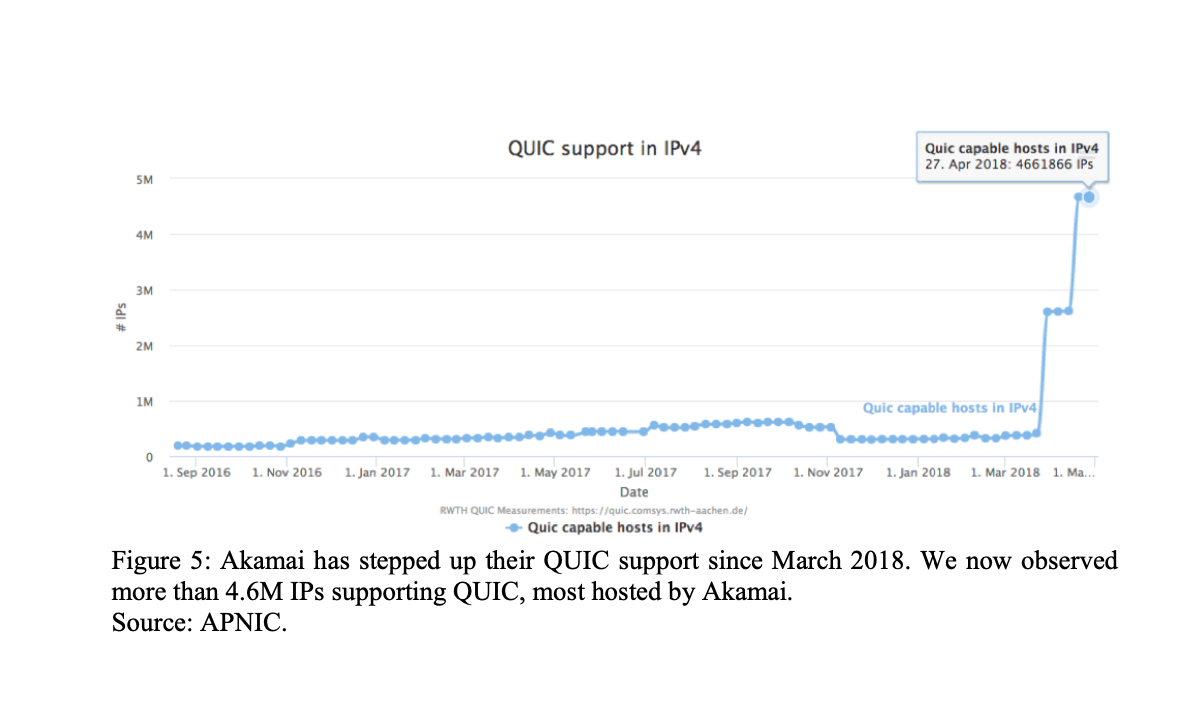 QUIC support in IPv4
Quic capable hosts in IPv4
27. Apr 2018: 4661866 IPs
5M
4M
3M
2M
1M
0
# IPs
Quic capable hosts in IPv4
1. Sep 2016 1. Nov 2016 1. Jan 2017 1. Mar 2017 1. May 2017 1. Jul 2017 1. Sep 2017 1. Nov 2017 1. Jan 2018 1. Mar 2018 1. Ma...
Date
RWTH QUIC Measurements: https://quic.comsys.rwth-aachen.de/
Quic capable hosts in IPv4
Figure 5: Akamai has stepped up their QUIC support since March 2018. We now observed
more than 4.6M IPs supporting QUIC, most hosted by Akamai.
Source: APNIC.